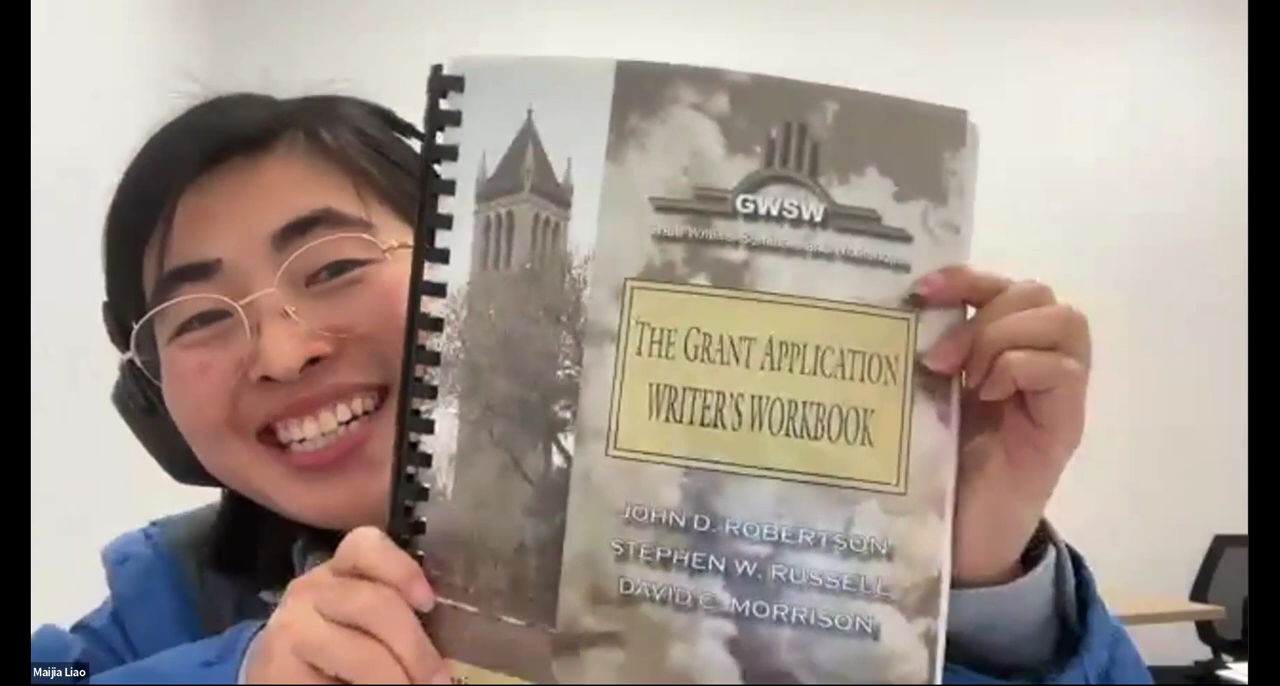 GWSW
THE GRANT APPLICATION
WRITER'S WORKBOOK
JOHN D. ROBERTSON
STEPHEN W. RUSSELL
DAVID C. MORRISON
Maijia Liao